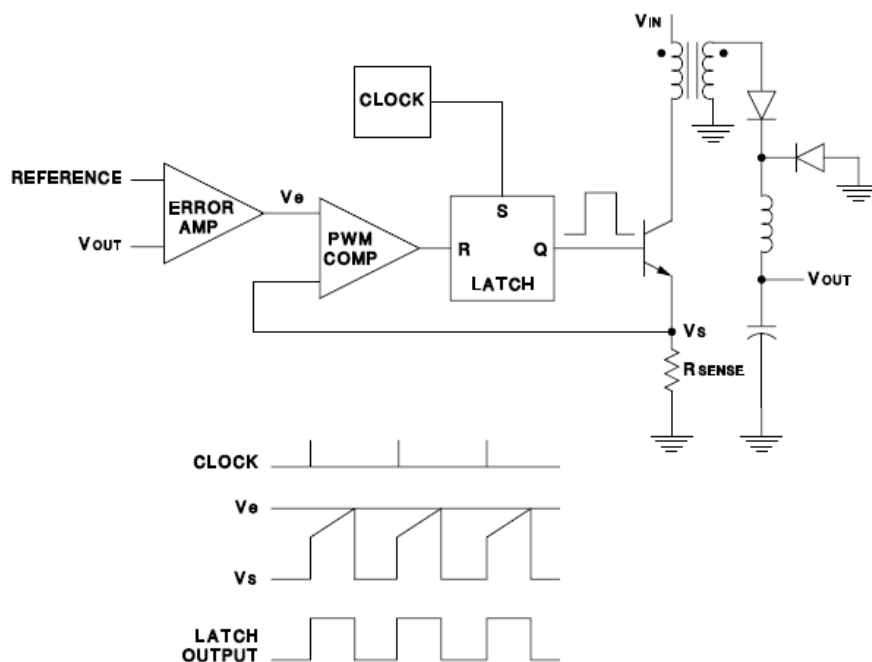 VIN
CLOCK
REFERENCE
Ve
ERROR
AMP
VOUT
PWM
COMP
S
R
Q
LATCH
VOUT
Vs
RSENSE
CLOCK
Ve
Vs
LATCH
OUTPUT